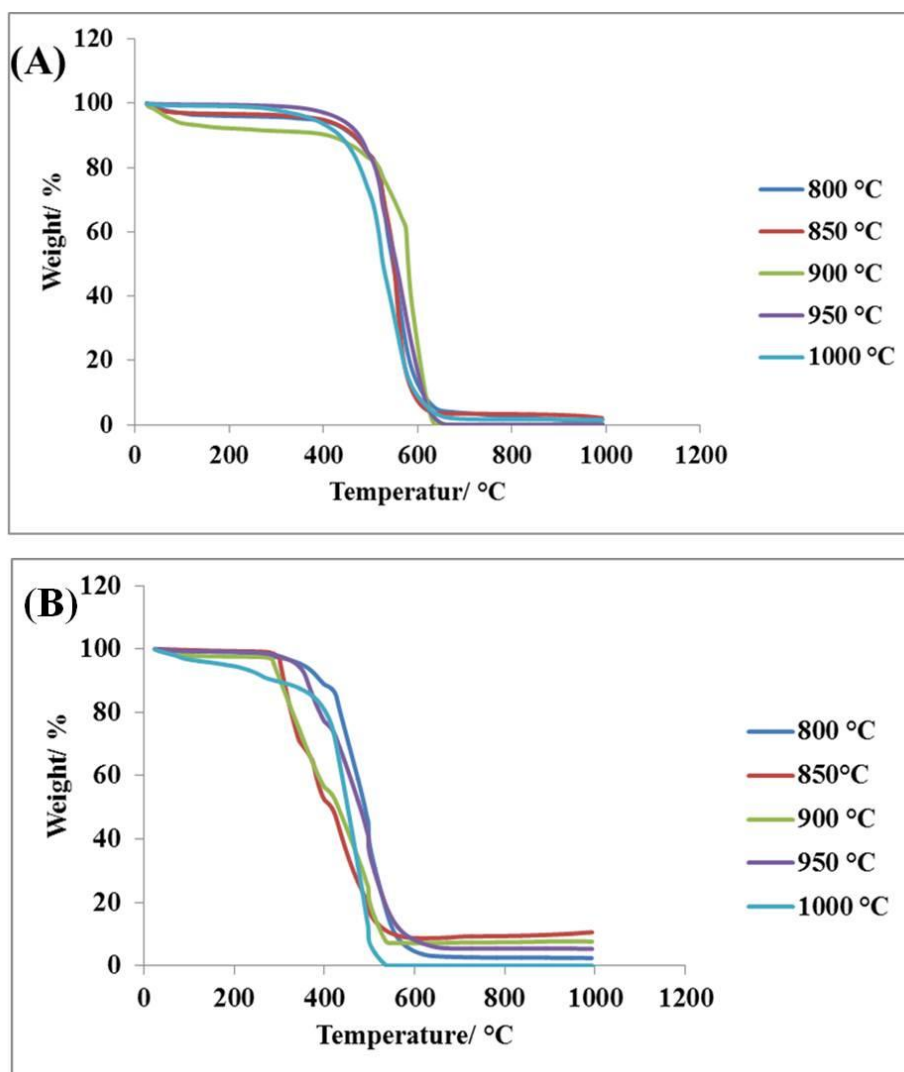 (A)
120
100
80
60
40
20
0
Weight/ %
0 200 400 600 800 1000 1200
Temperatur/ °C
800 °C
850 °C
900 °C
950 °C
1000 °C
(B)
120
100
80
60
40
20
0
Weight/ %
0 200 400 600 800 1000 1200
Temperature/ °C
800 °C
850°C
900 °C
950 °C
1000 °C